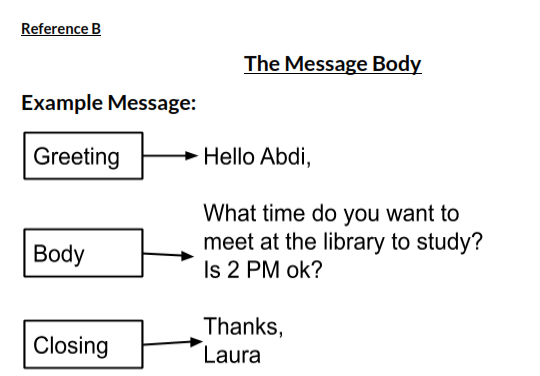 Reference B
The Message Body
Example Message:
Greeting
Hello Abdi,
Body
What time do you want to
meet at the library to study?
Is 2 PM ok?
Closing
Thanks,
Laura